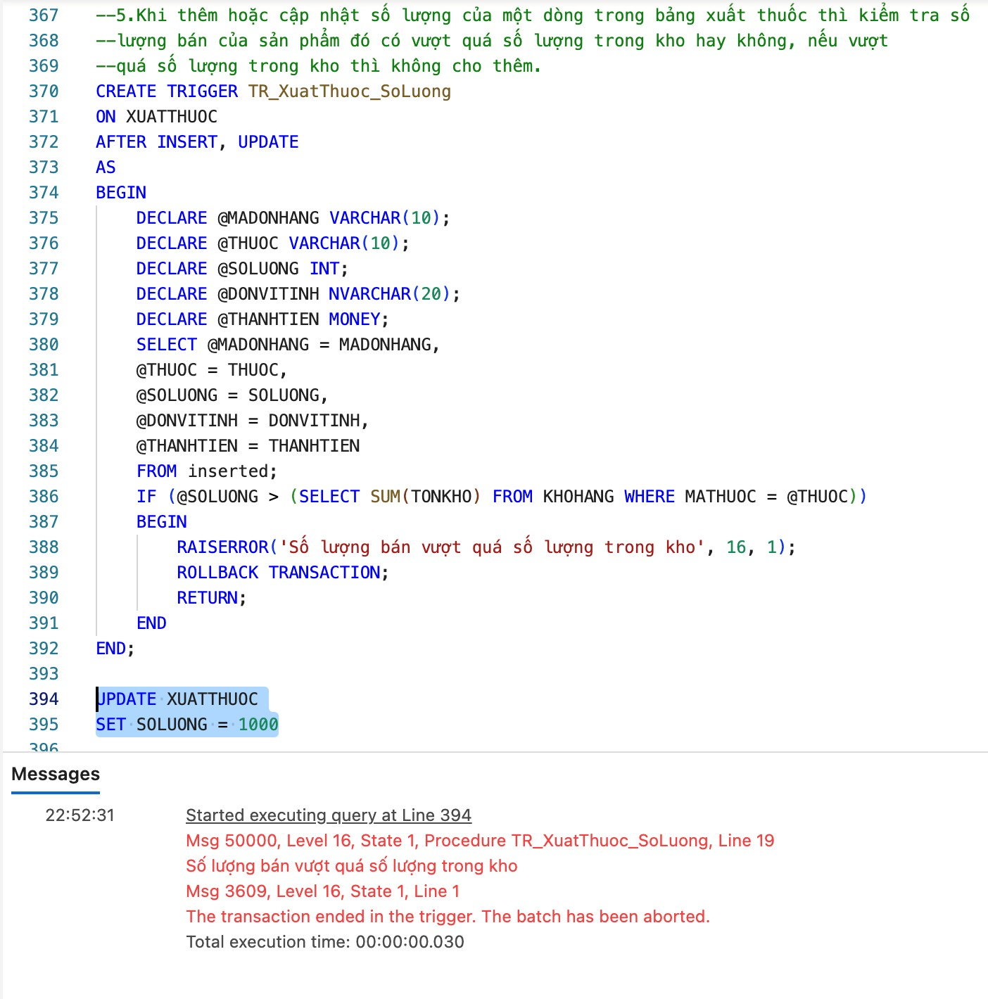 367 --5.Khi thêm hoặc cập nhật số lượng của một dòng trong bảng xuất thuốc thì kiểm tra số
368 --lượng bán của sản phẩm đó có vượt quá số lượng trong kho hay không, nếu vượt
369 --quá số lượng trong kho thì không cho thêm.
370 CREATE TRIGGER TR_XuatThuoc_SoLuong
371 ON XUATTHUOC
372 AFTER INSERT, UPDATE
373 AS
374 BEGIN
375 DECLARE @MADONHANG VARCHAR(10);
376 DECLARE @THUOC VARCHAR(10);
377 DECLARE @SOLUONG INT;
378 DECLARE @DONVITINH NVARCHAR(20);
379 DECLARE @THANHTIEN MONEY;
380 SELECT @MADONHANG = MADONHANG,
381 @THUOC = THUOC,
382 @SOLUONG = SOLUONG,
383 @DONVITINH = DONVITINH,
384 @THANHTIEN = THANHTIEN
385 FROM inserted;
386 IF (@SOLUONG > (SELECT SUM(TONKHO) FROM KHOHANG WHERE MATHUOC = @THUOC))
387 BEGIN
388 RAISERROR('Số lượng bán vượt quá số lượng trong kho', 16, 1);
389 ROLLBACK TRANSACTION;
390 RETURN;
391 END
392 END;
393
394 UPDATE XUATTHUOC
395 SET SOLUONG = 1000
396
Messages
22:52:31 Started executing query at Line 394
Msg 50000, Level 16, State 1, Procedure TR_XuatThuoc_SoLuong, Line 19
Số lượng bán vượt quá số lượng trong kho
Msg 3609, Level 16, State 1, Line 1
The transaction ended in the trigger. The batch has been aborted.
Total execution time: 00:00:00.030